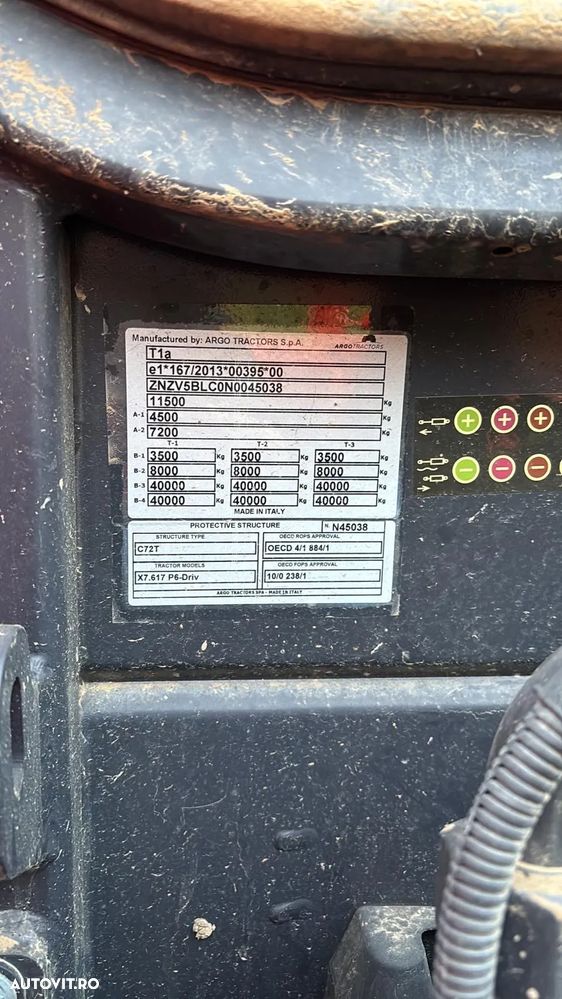 Manufactured by: ARGO TRACTORS S.p.A. ARGOTRACTORS
T1a
e1*167/2013*00395*00
ZNZV5BLC0N0045038
11500 Kg
A-1 4500 Kg
A-2 7200 Kg
T-1 T-2 T-3
B-1 3500 Kg 3500 Kg 3500 Kg
B-2 8000 Kg 8000 Kg 8000 Kg
B-3 40000 Kg 40000 Kg 40000 Kg
B-4 40000 Kg 40000 Kg 40000 Kg
MADE IN ITALY
PROTECTIVE STRUCTURE N. N45038
STRUCTURE TYPE OECD ROPS APPROVAL
C72T OECD 4/1 884/1
TRACTOR MODELS OECD FOPS APPROVAL
X7.617 P6-Driv 10/0 238/1
ARGO TRACTORS SPA - MADE IN ITALY
AUTOVIT.RO